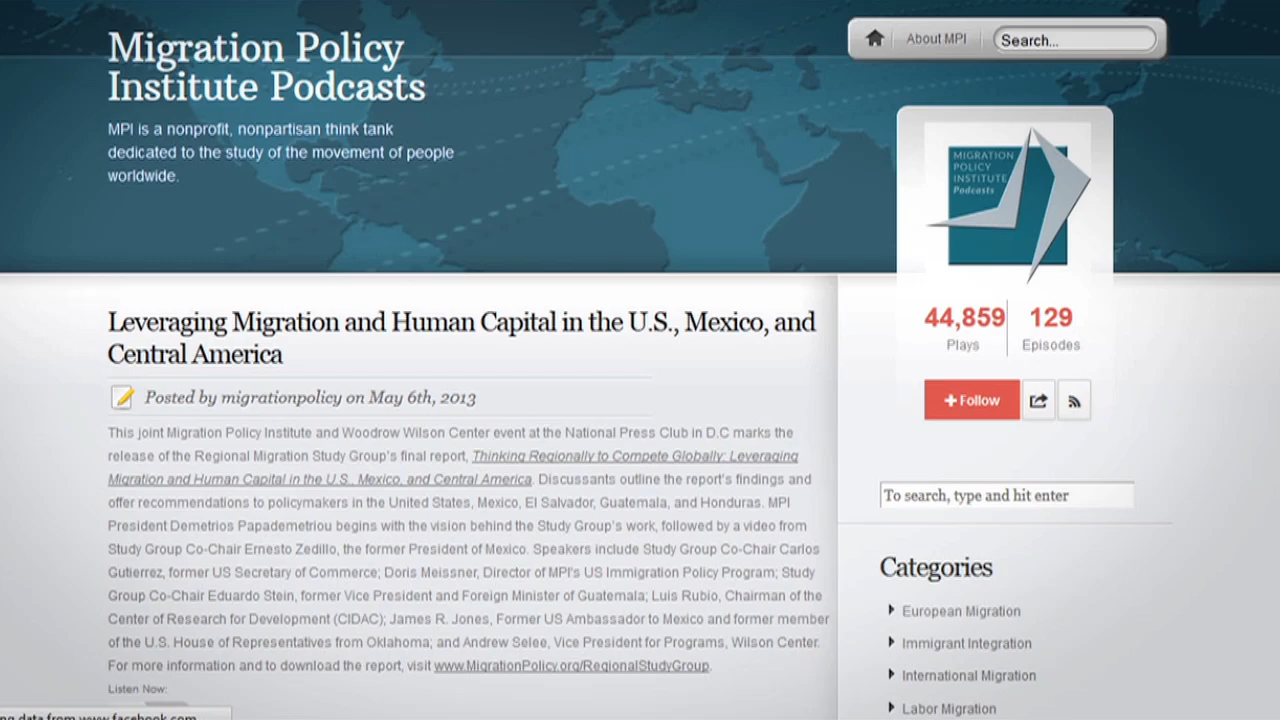 Migration Policy
Institute Podcasts
MPI is a nonprofit, nonpartisan think tank
dedicated to the study of the movement of people
worldwide.
About MPI
Search...
MIGRATION
POLICY
INSTITUTE
Podcasts
44,859
Plays
129
Episodes
+ Follow
Leveraging Migration and Human Capital in the U.S., Mexico, and
Central America
Posted by migrationpolicy on May 6th, 2013
This joint Migration Policy Institute and Woodrow Wilson Center event at the National Press Club in D.C marks the
release of the Regional Migration Study Group's final report, Thinking Regionally to Compete Globally: Leveraging
Migration and Human Capital in the U.S., Mexico, and Central America. Discussants outline the report's findings and
offer recommendations to policymakers in the United States, Mexico, El Salvador, Guatemala, and Honduras. MPI
President Demetrios Papademetriou begins with the vision behind the Study Group's work, followed by a video from
Study Group Co-Chair Ernesto Zedillo, the former President of Mexico. Speakers include Study Group Co-Chair Carlos
Gutierrez, former US Secretary of Commerce; Doris Meissner, Director of MPI's US Immigration Policy Program; Study
Group Co-Chair Eduardo Stein, former Vice President and Foreign Minister of Guatemala; Luis Rubio, Chairman of the
Center of Research for Development (CIDAC); James R. Jones, Former US Ambassador to Mexico and former member
of the U.S. House of Representatives from Oklahoma; and Andrew Selee, Vice President for Programs, Wilson Center.
For more information and to download the report, visit www.MigrationPolicy.org/RegionalStudyGroup.
Listen Now:
ng data from www.facebook.com
To search, type and hit enter
Categories
European Migration
Immigrant Integration
International Migration
Labor Migration